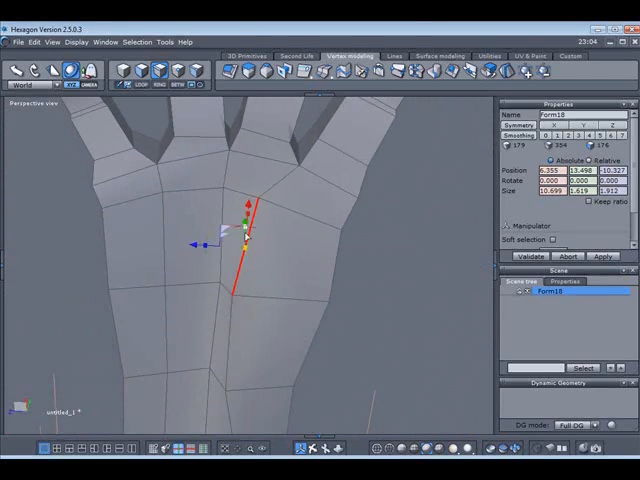 Hexagon Version 2.5.0.3
File Edit View Display Window Selection Tools Help 23:04
3D Primitives Second Life Vertex modeling Lines Surface modeling Utilities UV & Paint Custom
World XYZ CAMERA LOOP RING BETW
Perspective view
Properties
Name Form18
Symmetry X Y Z
Smoothing 0 1 2 3 4 5 6 7
179 354 176
Absolute Relative
Position 6.355 13.498 -10.327
Rotate 0.000 0.000 0.000
Size 10.699 1.619 1.912
Keep ratio
Manipulator
Soft selection
Validate Abort Apply
Scene
Scene tree Properties
Form18
Select
Dynamic Geometry
DG mode: Full DG
untitled_1 *